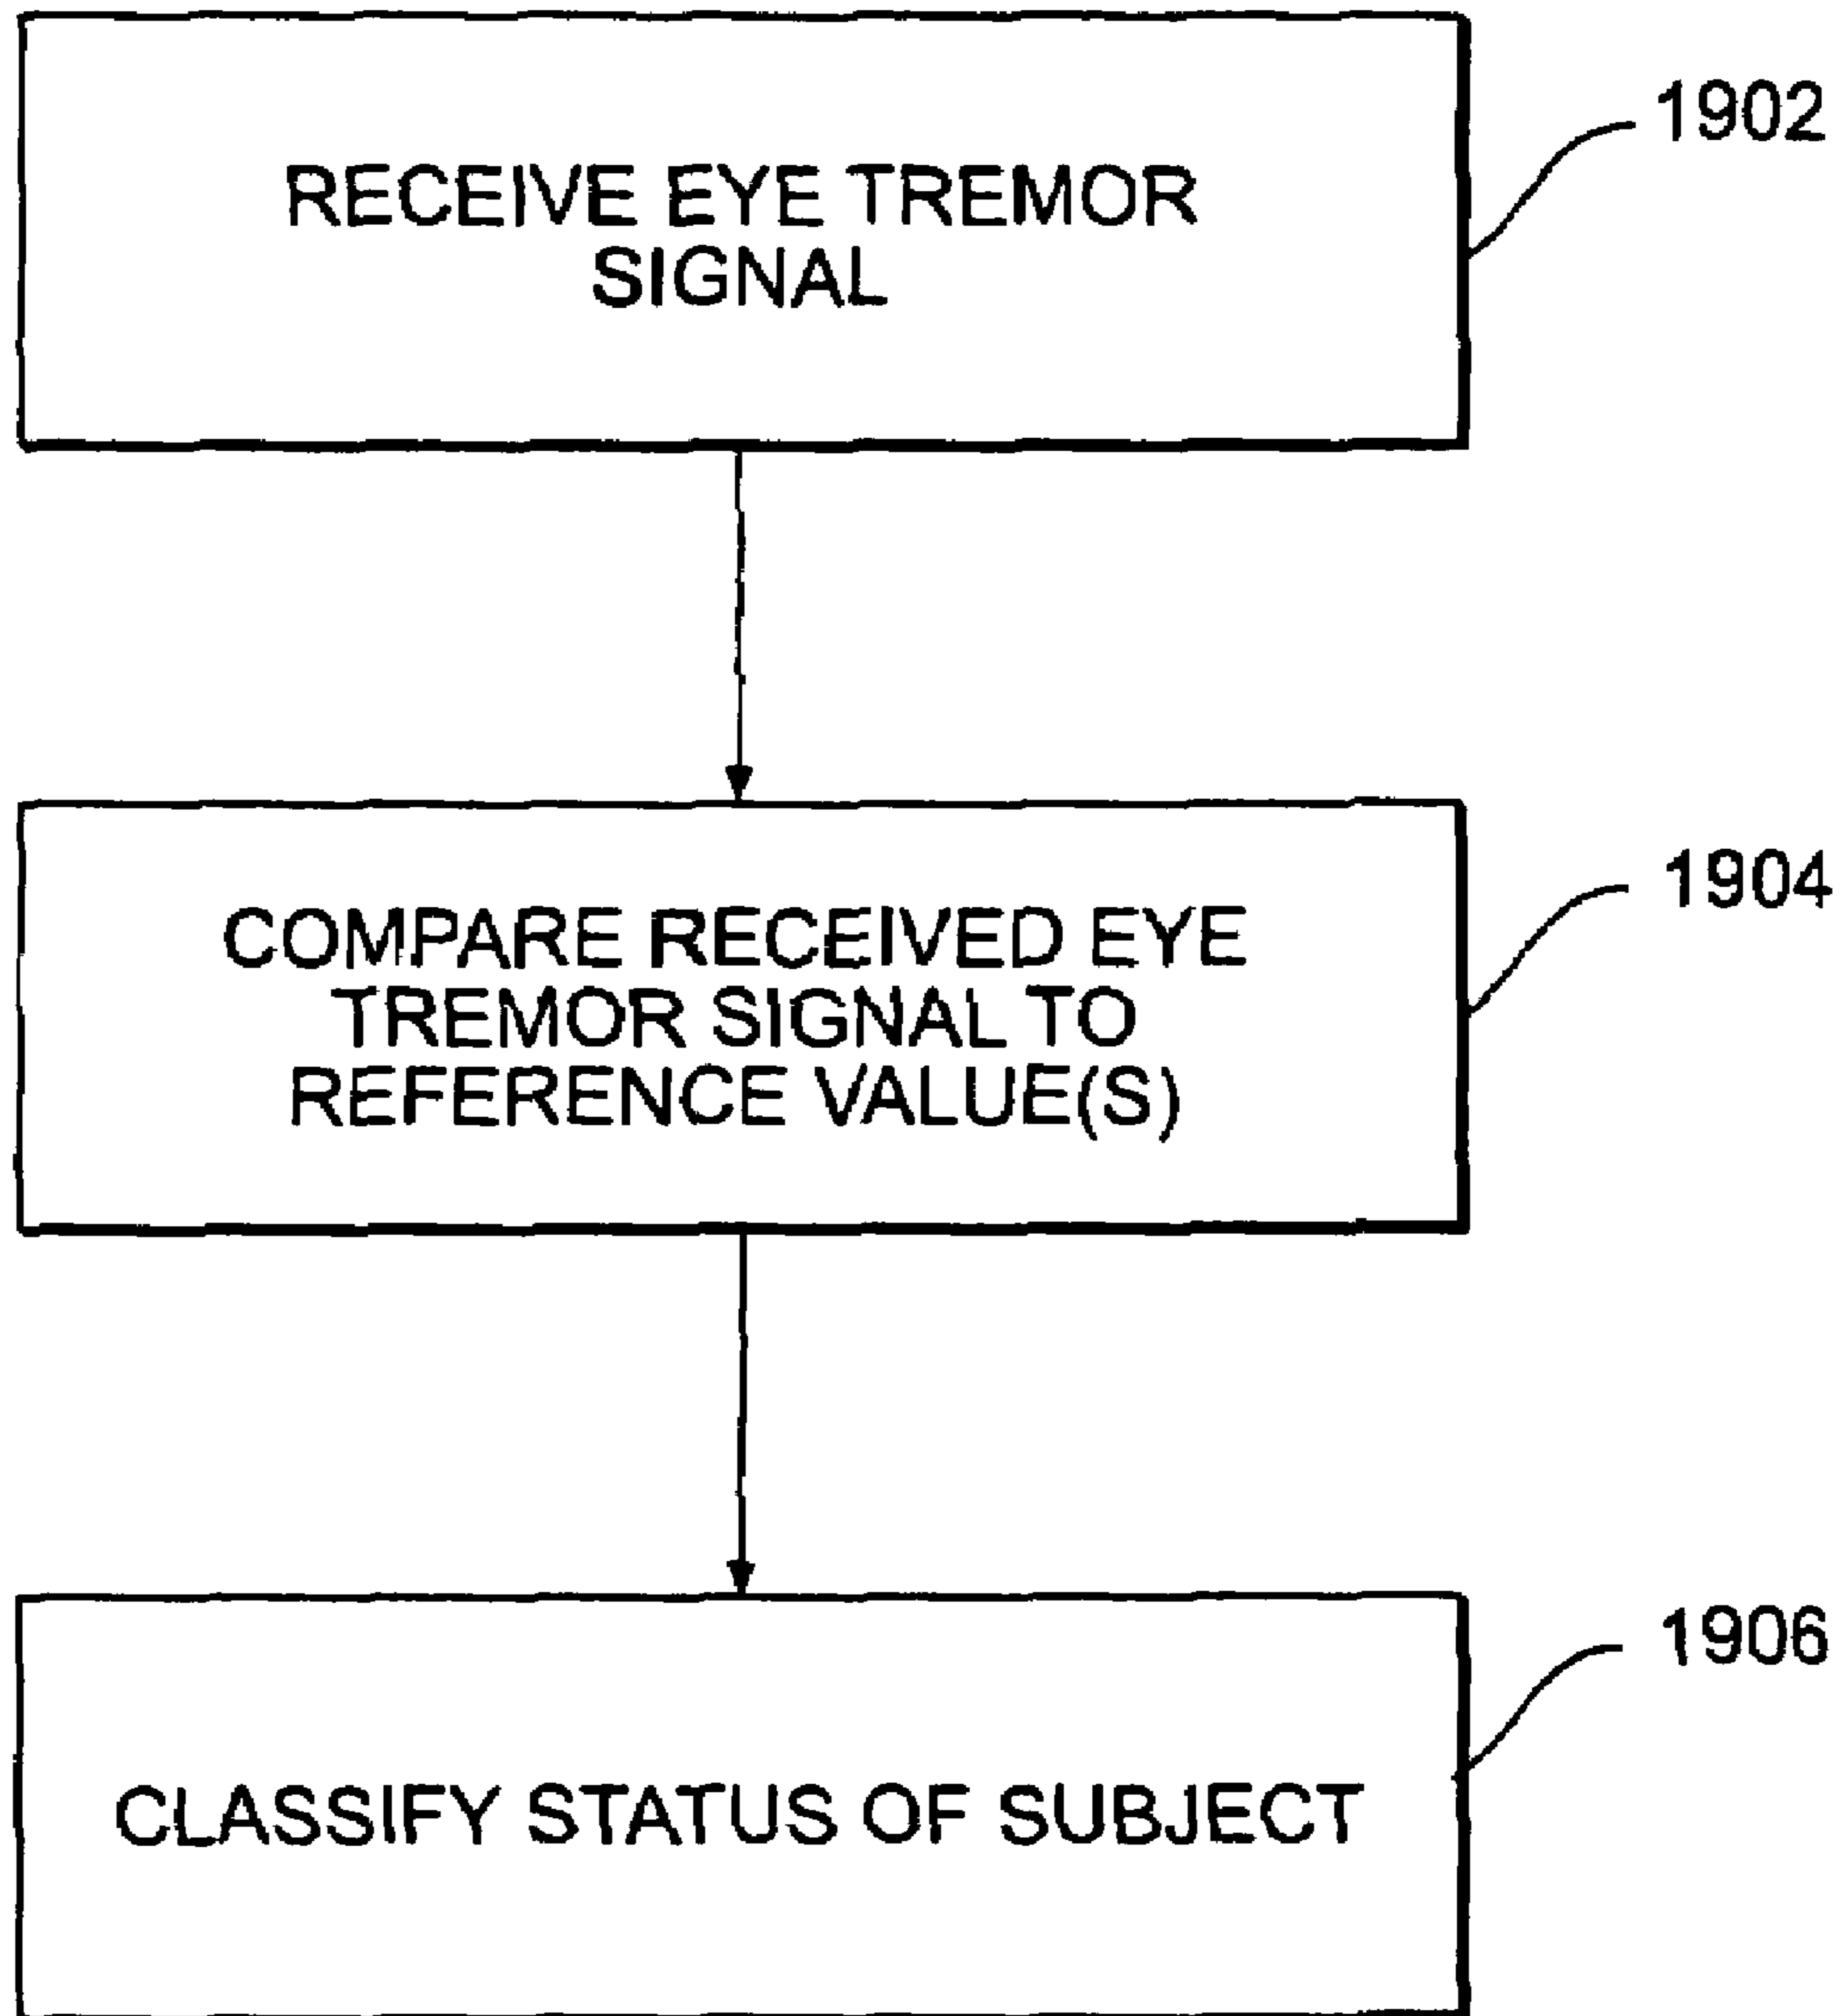 RECEIVE EYE TREMOR
SIGNAL
1902
COMPARE RECEIVED EYE
TREMOR SIGNAL TO
REFERENCE VALUE(S)
1904
CLASSIFY STATUS OF SUBJECT
1906